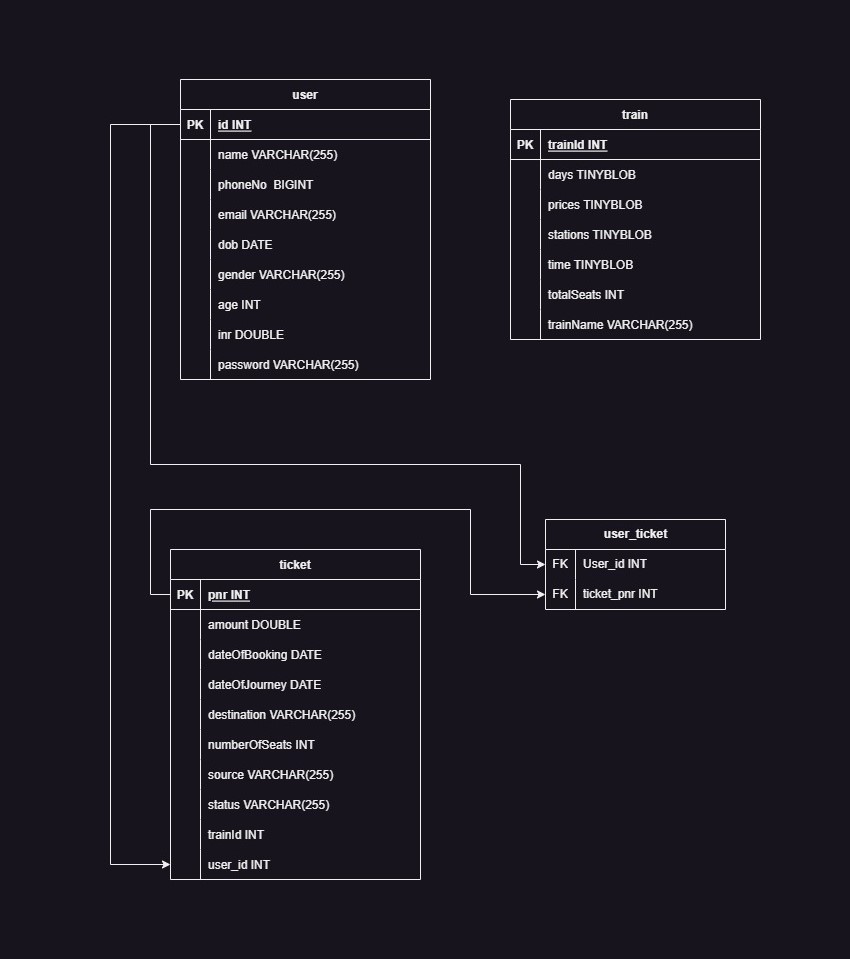 user
PK id INT
name VARCHAR(255)
phoneNo  BIGINT
email VARCHAR(255)
dob DATE
gender VARCHAR(255)
age INT
inr DOUBLE
password VARCHAR(255)
train
PK trainId INT
days TINYBLOB
prices TINYBLOB
stations TINYBLOB
time TINYBLOB
totalSeats INT
trainName VARCHAR(255)
ticket
PK pnr INT
amount DOUBLE
dateOfBooking DATE
dateOfJourney DATE
destination VARCHAR(255)
numberOfSeats INT
source VARCHAR(255)
status VARCHAR(255)
trainId INT
user_id INT
user_ticket
FK User_id INT
FK ticket_pnr INT